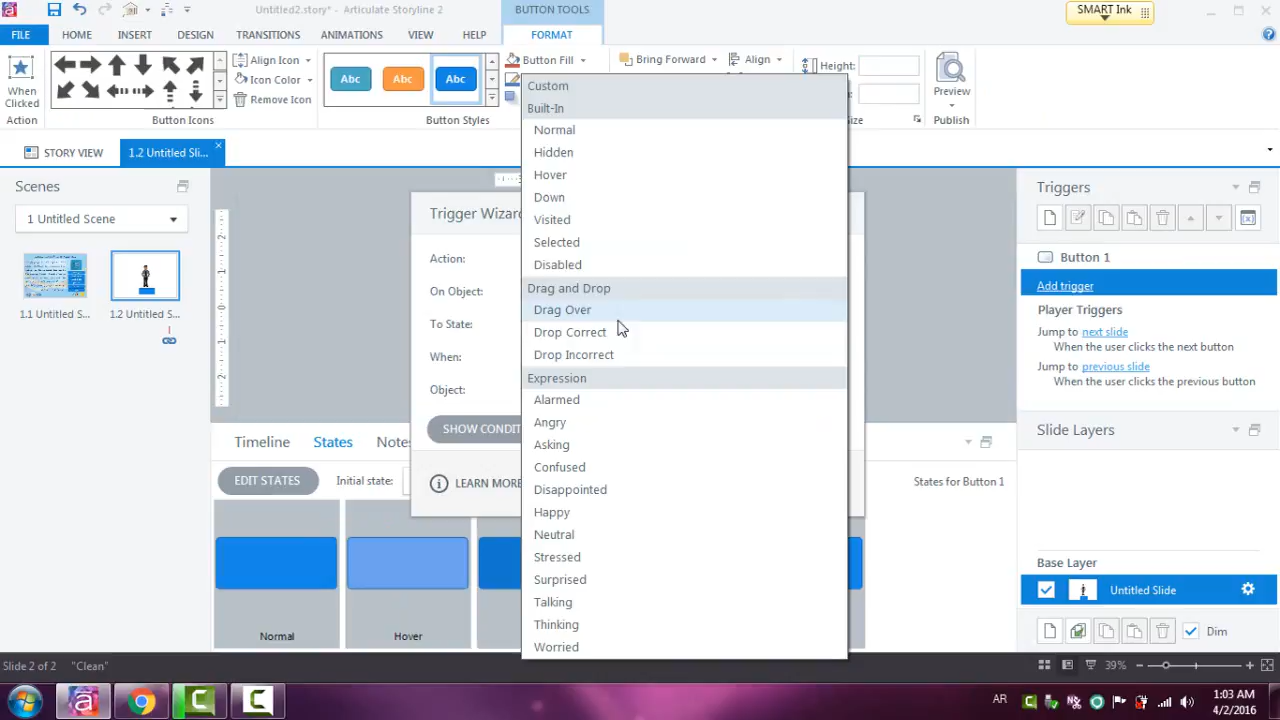 Untitled2.story* - Articulate Storyline 2
BUTTON TOOLS
SMART Ink
FILE
HOME
INSERT
DESIGN
TRANSITIONS
ANIMATIONS
VIEW
HELP
FORMAT
When
Clicked
Action
Align Icon
Icon Color
Remove Icon
Button Icons
Abc
Abc
Abc
Button Styles
Button Fill
Bring Forward
Align
Height:
Size
Preview
Publish
STORY VIEW
1.2 Untitled Sli...
Scenes
1 Untitled Scene
1.1 Untitled S...
1.2 Untitled S...
Trigger Wizar
Action:
On Object:
To State:
When:
Object:
SHOW CONDIT
LEARN MORE
Custom
Built-In
Normal
Hidden
Hover
Down
Visited
Selected
Disabled
Drag and Drop
Drag Over
Drop Correct
Drop Incorrect
Expression
Alarmed
Angry
Asking
Confused
Disappointed
Happy
Neutral
Stressed
Surprised
Talking
Thinking
Worried
Timeline
States
Notes
EDIT STATES
Initial state:
States for Button 1
Normal
Hover
Triggers
Button 1
Add trigger
Player Triggers
Jump to next slide
When the user clicks the next button
Jump to previous slide
When the user clicks the previous button
Slide Layers
Base Layer
Untitled Slide
Dim
Slide 2 of 2
"Clean"
39%
AR
1:03 AM
4/2/2016